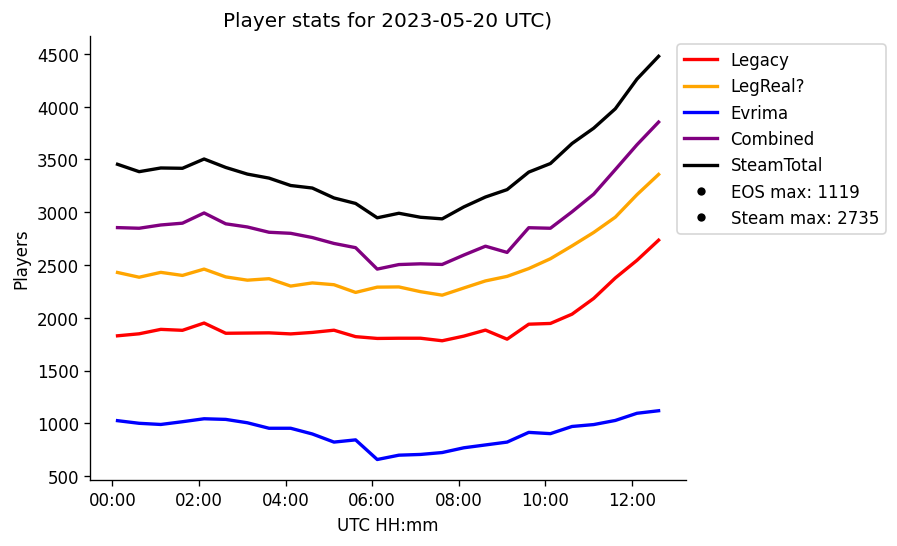 Player stats for 2023-05-20 UTC)
4500
4000
3500
3000
2500
2000
1500
1000
500
Players
00:00 02:00 04:00 06:00 08:00 10:00 12:00
UTC HH:mm
Legacy
LegReal?
Evrima
Combined
SteamTotal
EOS max: 1119
Steam max: 2735